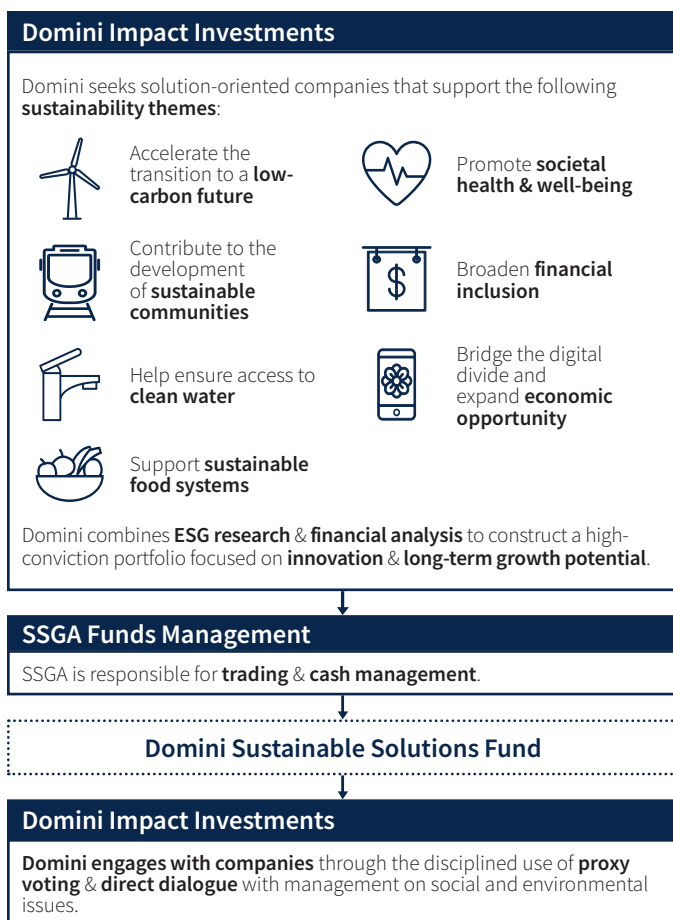 Domini Impact Investments
Domini seeks solution-oriented companies that support the following
sustainability themes:
Accelerate the
transition to a low-
carbon future
Promote societal
health & well-being
Contribute to the
development
of sustainable
communities
$
Broaden financial
inclusion
Help ensure access to
clean water
Bridge the digital
divide and
expand economic
opportunity
Support sustainable
food systems
Domini combines ESG research & financial analysis to construct a high-
conviction portfolio focused on innovation & long-term growth potential.
SSGA Funds Management
SSGA is responsible for trading & cash management.
Domini Sustainable Solutions Fund
Domini Impact Investments
Domini engages with companies through the disciplined use of proxy
voting & direct dialogue with management on social and environmental
issues.